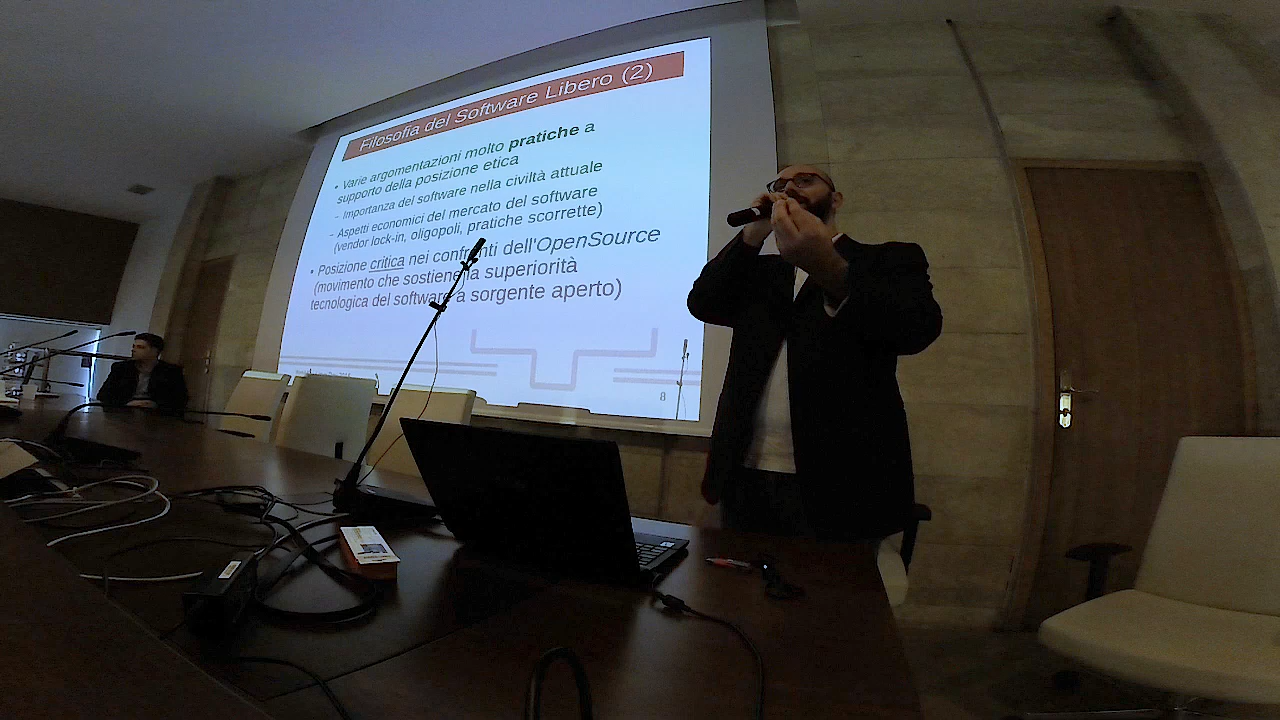 Filosofia del Software Libero (2)
• Varie argomentazioni molto pratiche a
supporto della posizione etica
– Importanza del software nella civiltà attuale
– Aspetti economici del mercato del software
(vendor lock-in, oligopoli, pratiche scorrette)
• Posizione critica nei confronti dell'OpenSource
(movimento che sostiene la superiorità
tecnologica del software a sorgente aperto)
8